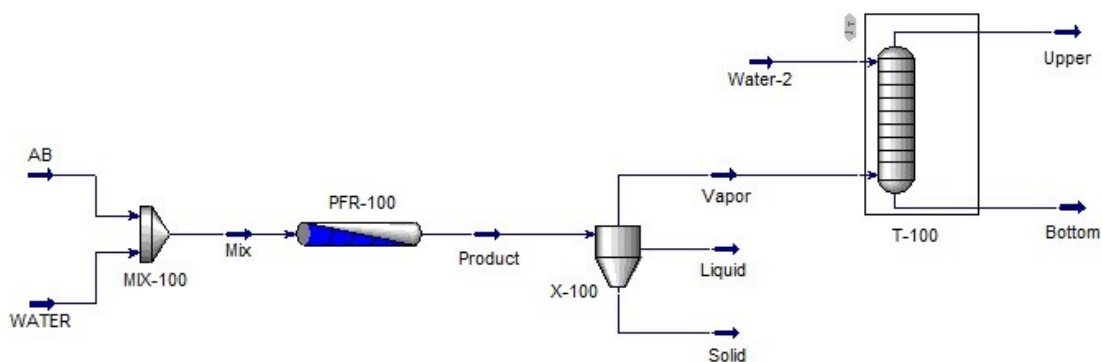 Upper
Water-2
AB
PFR-100
Vapor
Mix
Product
T-100
Bottom
MIX-100
X-100
Liquid
WATER
Solid